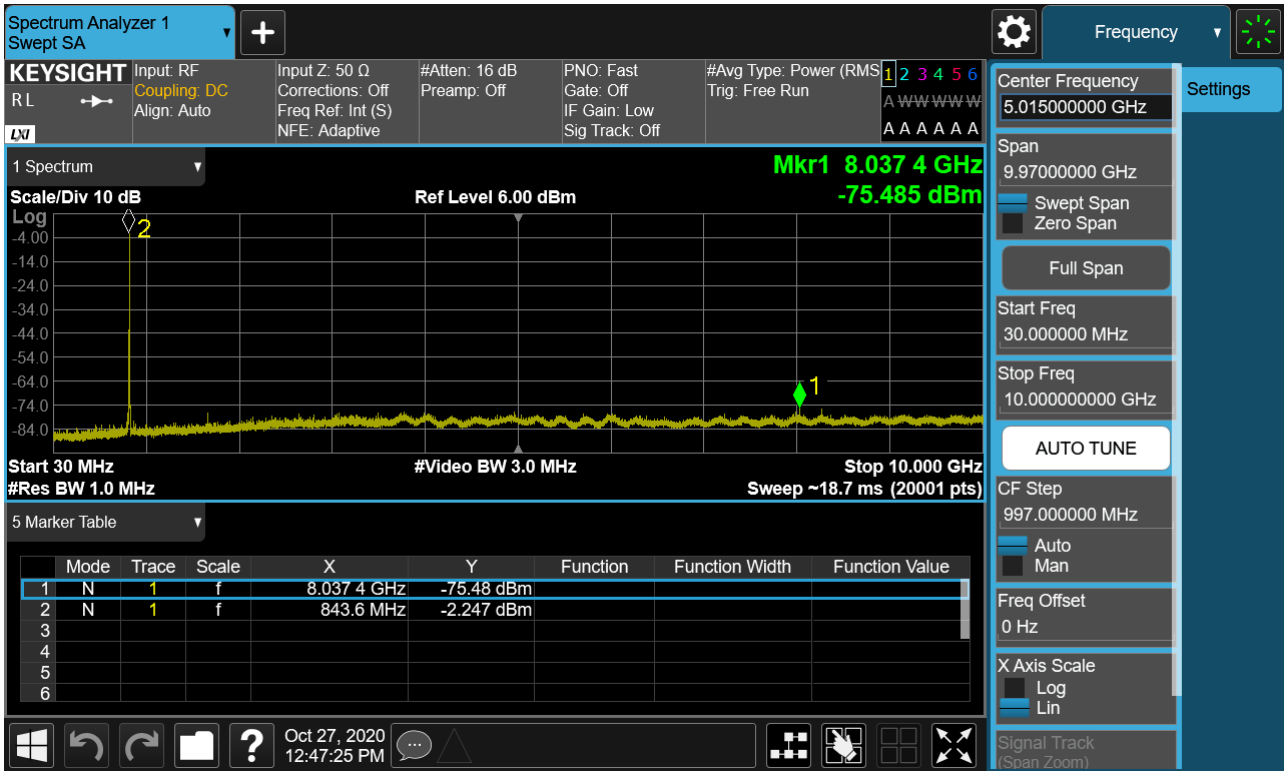 Spectrum Analyzer 1
Swept SA
+
Frequency
KEYSIGHT
R L
LXI
Input: RF
Coupling: DC
Align: Auto
Input Z: 50 Ω
Corrections: Off
Freq Ref: Int (S)
NFE: Adaptive
#Atten: 16 dB
Preamp: Off
PNO: Fast
Gate: Off
IF Gain: Low
Sig Track: Off
#Avg Type: Power (RMS
Trig: Free Run
1 2 3 4 5 6
A W W W W W
A A A A A A
1 Spectrum
Mkr1 8.037 4 GHz
-75.485 dBm
Scale/Div 10 dB
Ref Level 6.00 dBm
Log
-4.00
-14.0
-24.0
-34.0
-44.0
-54.0
-64.0
-74.0
-84.0
2
1
Start 30 MHz
#Video BW 3.0 MHz
Stop 10.000 GHz
#Res BW 1.0 MHz
Sweep ~18.7 ms (20001 pts)
5 Marker Table
Mode Trace Scale X Y Function Function Width Function Value
1 N 1 f 8.037 4 GHz -75.48 dBm
2 N 1 f 843.6 MHz -2.247 dBm
3
4
5
6
Oct 27, 2020
12:47:25 PM
?
Settings
Center Frequency
5.015000000 GHz
Span
9.97000000 GHz
Swept Span
Zero Span
Full Span
Start Freq
30.000000 MHz
Stop Freq
10.000000000 GHz
AUTO TUNE
CF Step
997.000000 MHz
Auto
Man
Freq Offset
0 Hz
X Axis Scale
Log
Lin
Signal Track
(Span Zoom)